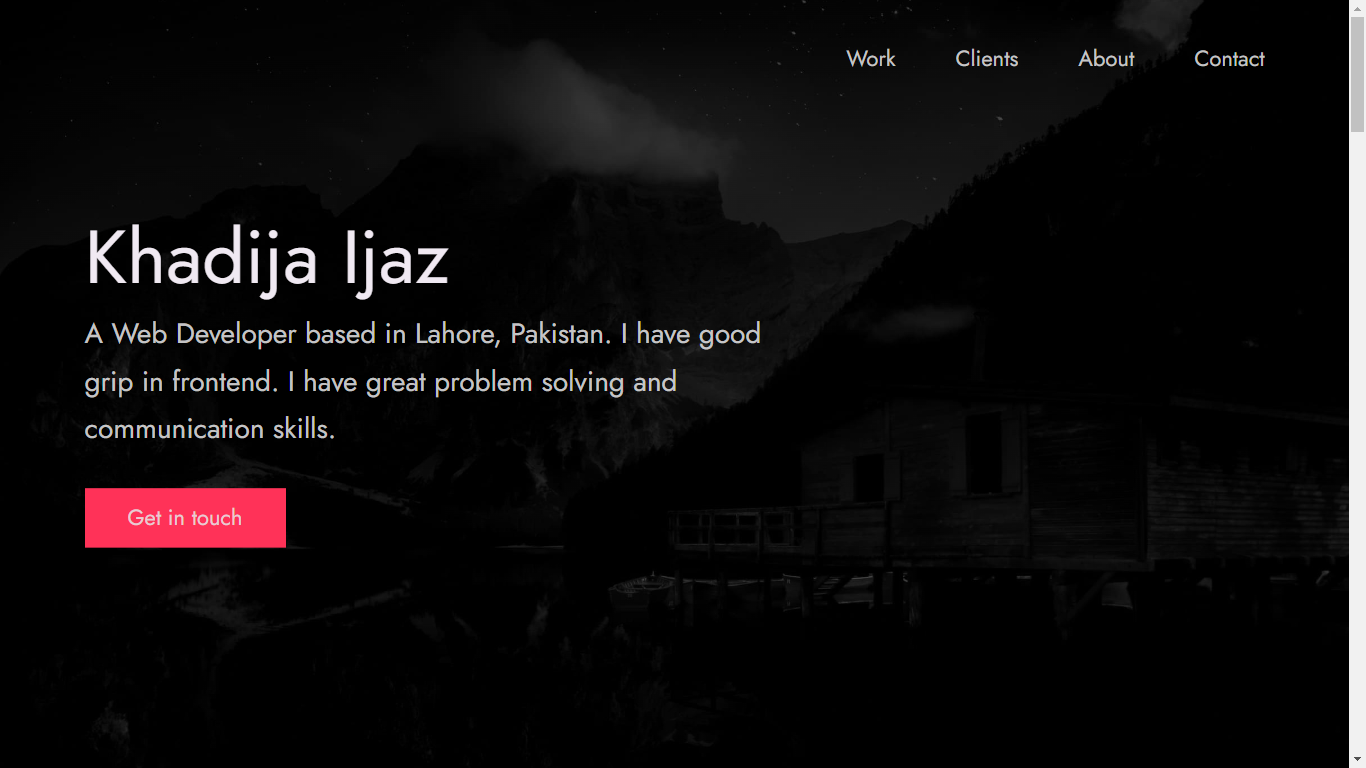 Work Clients About Contact
Khadija Ijaz
A Web Developer based in Lahore, Pakistan. I have good
grip in frontend. I have great problem solving and
communication skills.
Get in touch